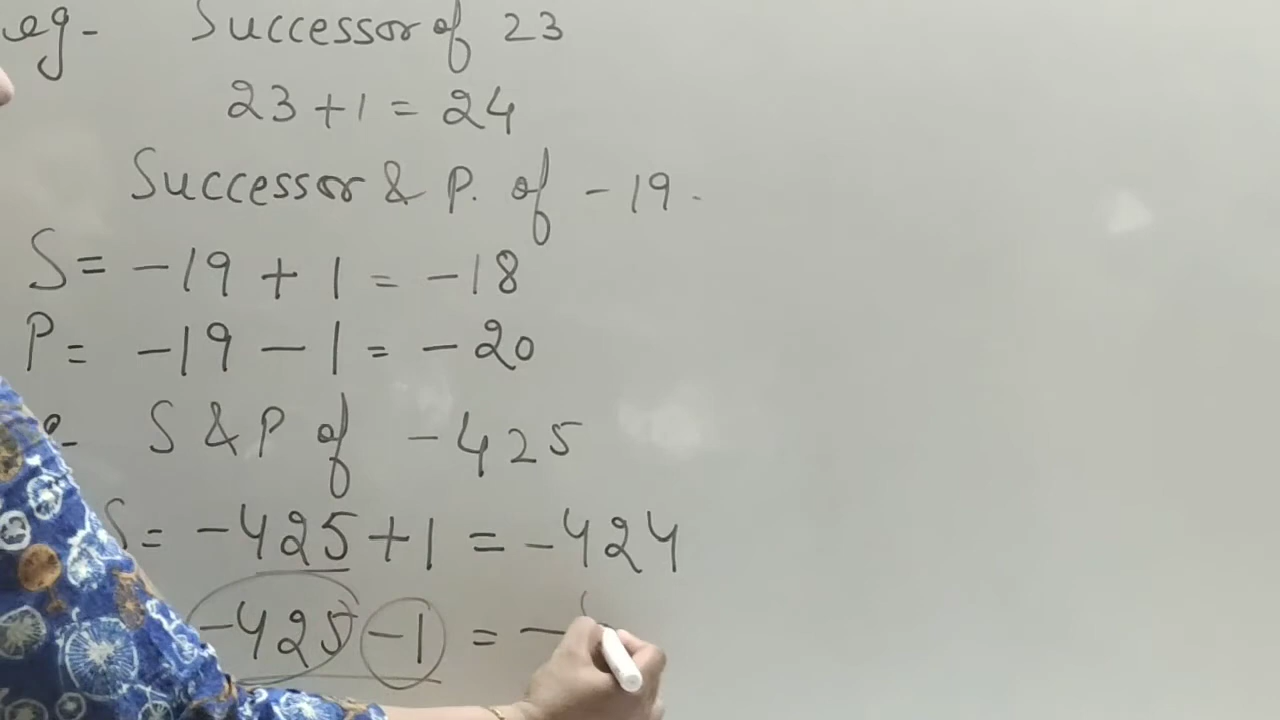 eg- Successor of 23
23 + 1 = 24
Successor & P. of - 19.
S = - 19 + 1 = - 18
P = - 19 - 1 = - 20
S & P of - 425
S = - 425 + 1 = - 424
- 425 - 1 = -